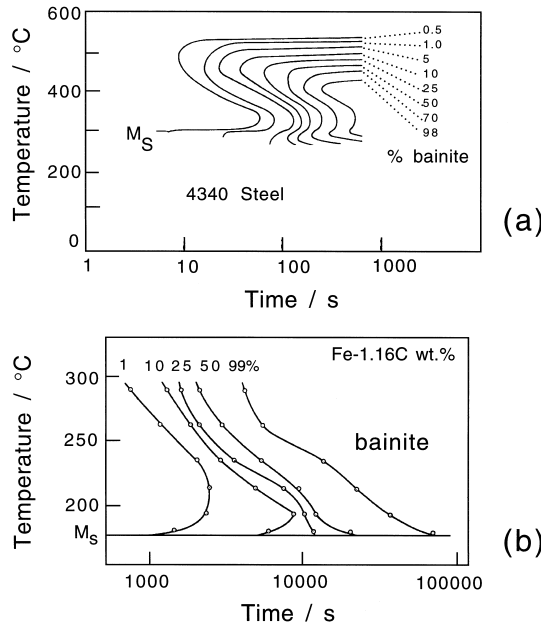 600
0.5
1.0
5
10
25
50
70
98
% bainite
400
M_S
200
4340 Steel
0
Temperature / °C
1 10 100 1000
Time / s
(a)
Fe-1.16C wt.%
1 10 25 50 99%
300
bainite
250
200
M_S
Temperature / °C
1000 10000 100000
Time / s
(b)